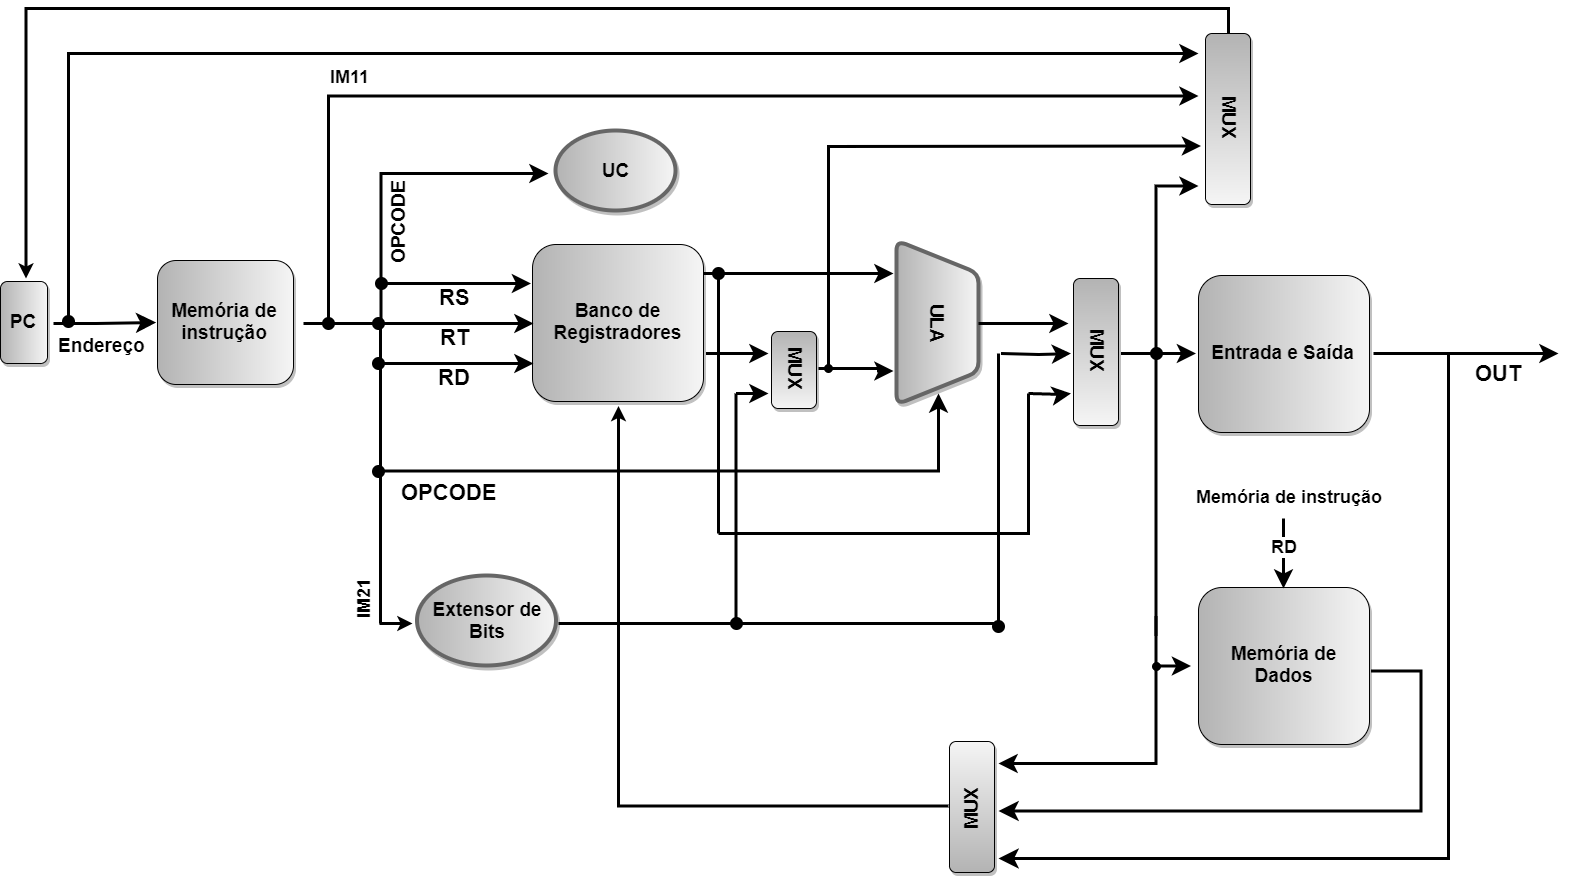 IM11
MUX
UC
OPCODE
PC
Endereço
Memória de
instrução
RS
RT
RD
Banco de
Registradores
MUX
ULA
MUX
Entrada e Saída
OUT
OPCODE
Memória de instrução
RD
IM21
Extensor de
Bits
Memória de
Dados
MUX